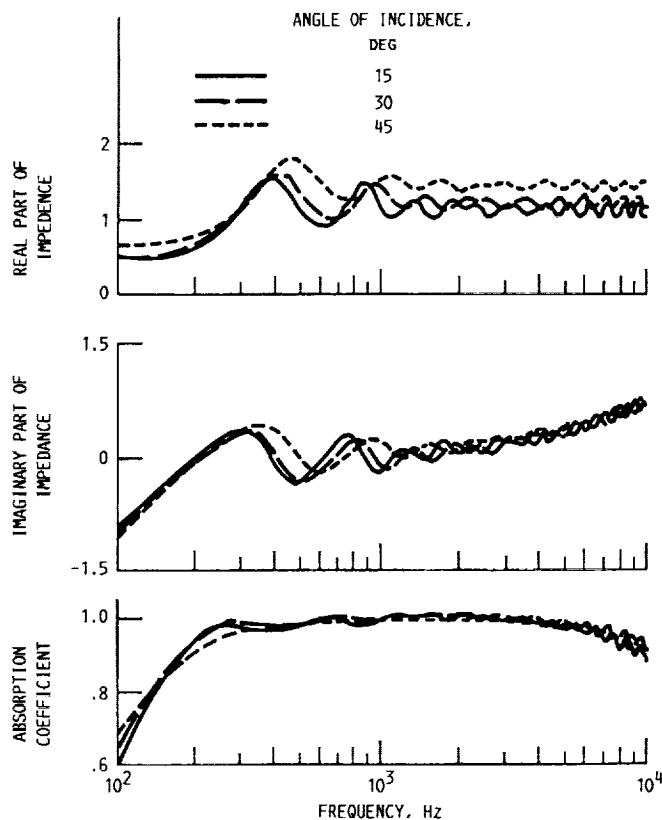 ANGLE OF INCIDENCE,
DEG
15
30
45
REAL PART OF
IMPEDENCE
2
1
0
IMAGINARY PART OF
IMPEDANCE
1.5
0
-1.5
ABSORPTION
COEFFICIENT
1.0
.8
.6
10²
10³
10⁴
FREQUENCY, Hz